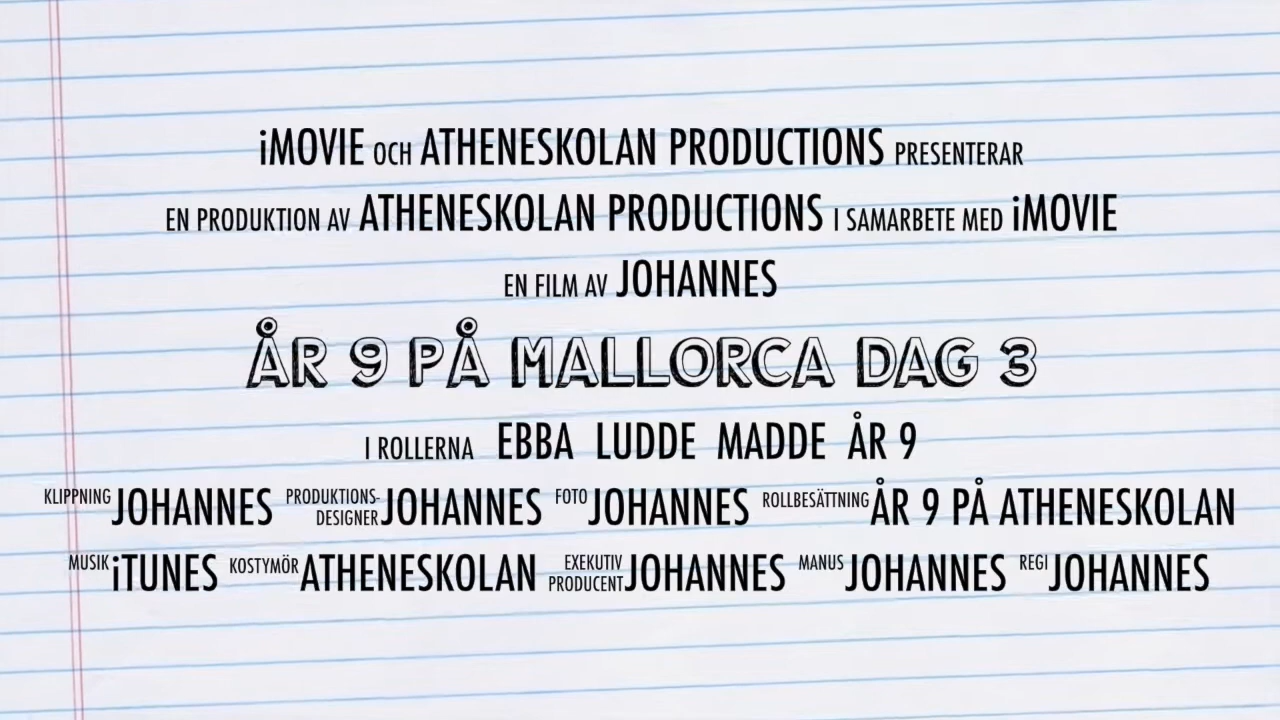 iMOVIE OCH ATHENESKOLAN PRODUCTIONS PRESENTERAR
EN PRODUKTION AV ATHENESKOLAN PRODUCTIONS I SAMARBETE MED iMOVIE
EN FILM AV JOHANNES
ÅR 9 PÅ MALLORCA DAG 3
I ROLLERNA EBBA LUDDE MADDE ÅR 9
KLIPPNING JOHANNES PRODUKTIONS-DESIGNER JOHANNES FOTO JOHANNES ROLLBESÄTTNING ÅR 9 PÅ ATHENESKOLAN
MUSIK iTUNES KOSTYMÖR ATHENESKOLAN EXEKUTIV PRODUCENT JOHANNES MANUS JOHANNES REGI JOHANNES